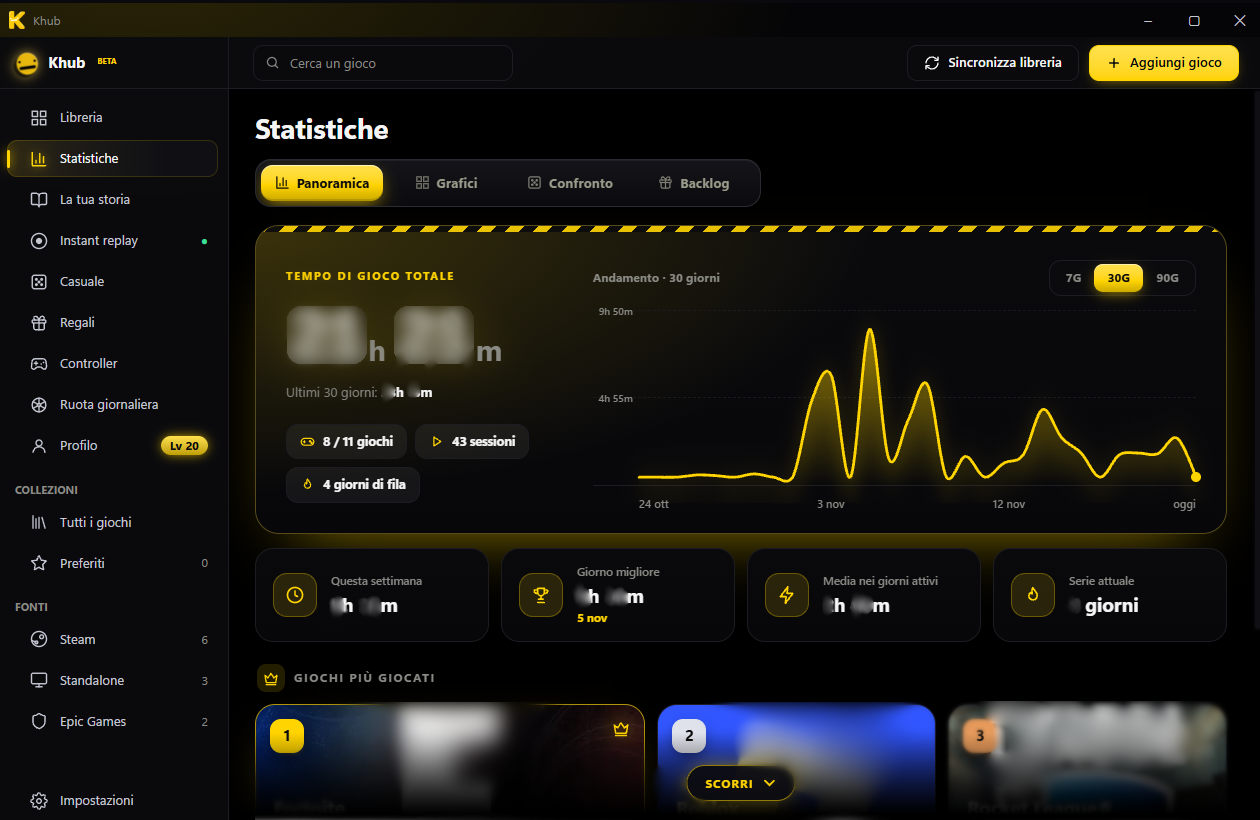 Khub
Khub BETA
Cerca un gioco
Sincronizza libreria
Aggiungi gioco
Libreria
Statistiche
La tua storia
Instant replay
Casuale
Regali
Controller
Ruota giornaliera
Profilo Lv 20
COLLEZIONI
Tutti i giochi
Preferiti 0
FONTI
Steam 6
Standalone 3
Epic Games 2
Impostazioni
Statistiche
Panoramica Grafici Confronto Backlog
TEMPO DI GIOCO TOTALE
h m
Ultimi 30 giorni: h m
8 / 11 giochi
43 sessioni
4 giorni di fila
Andamento · 30 giorni
7G 30G 90G
9h 50m
4h 55m
24 ott 3 nov 12 nov oggi
Questa settimana
h m
Giorno migliore
h m
5 nov
Media nei giorni attivi
h m
Serie attuale
giorni
GIOCHI PIÙ GIOCATI
1
2
3
SCORRI